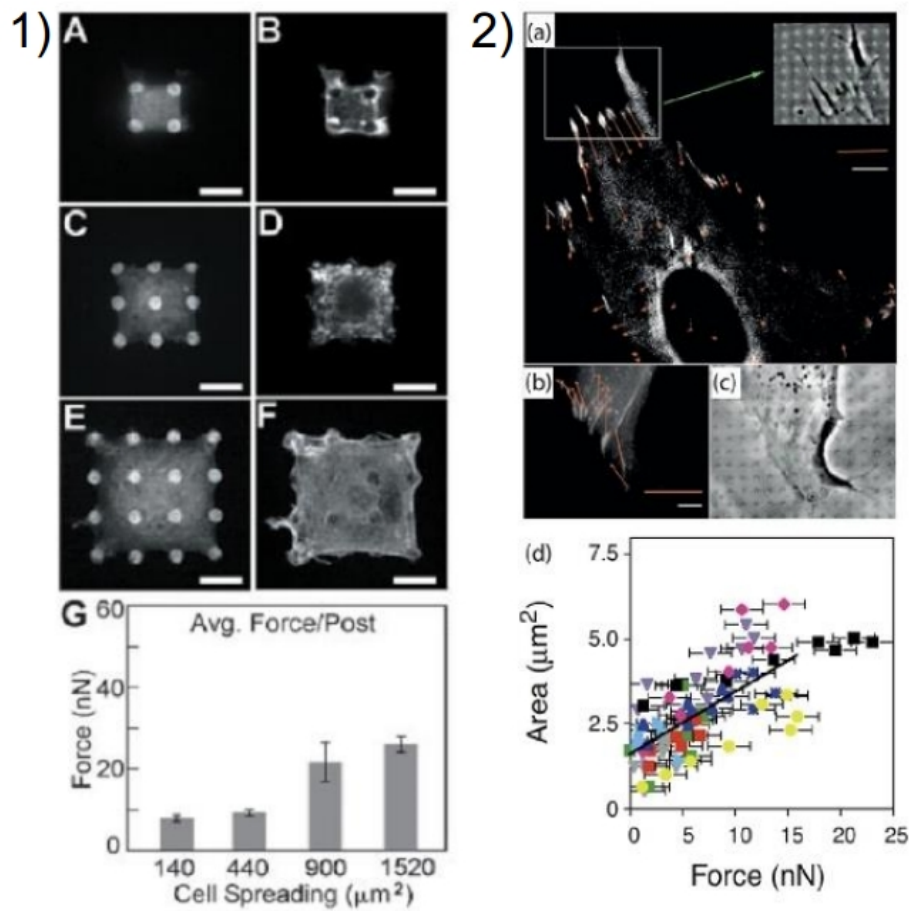 1)
A
B
C
D
E
F
G
Avg. Force/Post
60
40
20
0
Force (nN)
140 440 900 1520
Cell Spreading (µm²)
2)
(a)
(b)
(c)
(d)
7.5
5.0
2.5
0
Area (µm²)
0 5 10 15 20 25
Force (nN)